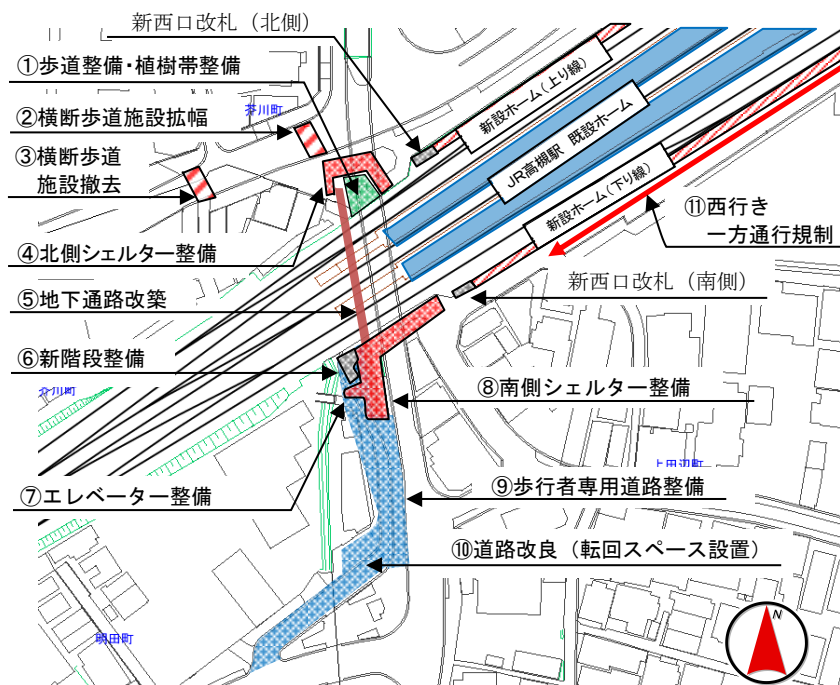 新西口改札（北側）
①歩道整備・植樹帯整備
芥川町
②横断歩道施設拡幅
③横断歩道
施設撤去
新設ホーム（上り線）
JR高槻駅 既設ホーム
新設ホーム（下り線）
⑪西行き
一方通行規制
④北側シェルター整備
新西口改札（南側）
⑤地下通路改築
⑥新階段整備
芥川町
⑧南側シェルター整備
上田辺町
⑦エレベーター整備
⑨歩行者専用道路整備
⑩道路改良（転回スペース設置）
明田町
N